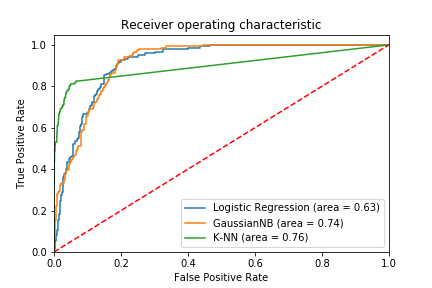 Receiver operating characteristic
1.0
0.8
0.6
0.4
0.2
0.0
True Positive Rate
Logistic Regression (area = 0.63)
GaussianNB (area = 0.74)
K-NN (area = 0.76)
0.0 0.2 0.4 0.6 0.8 1.0
False Positive Rate